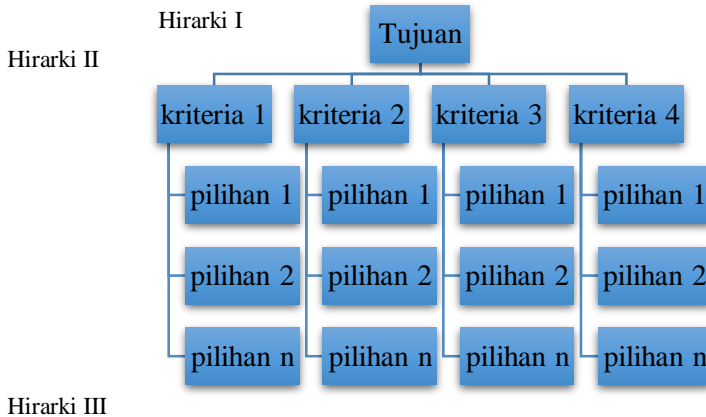 Hirarki I
Tujuan
Hirarki II
kriteria 1
kriteria 2
kriteria 3
kriteria 4
pilihan 1
pilihan 1
pilihan 1
pilihan 1
pilihan 2
pilihan 2
pilihan 2
pilihan 2
pilihan n
pilihan n
pilihan n
pilihan n
Hirarki III